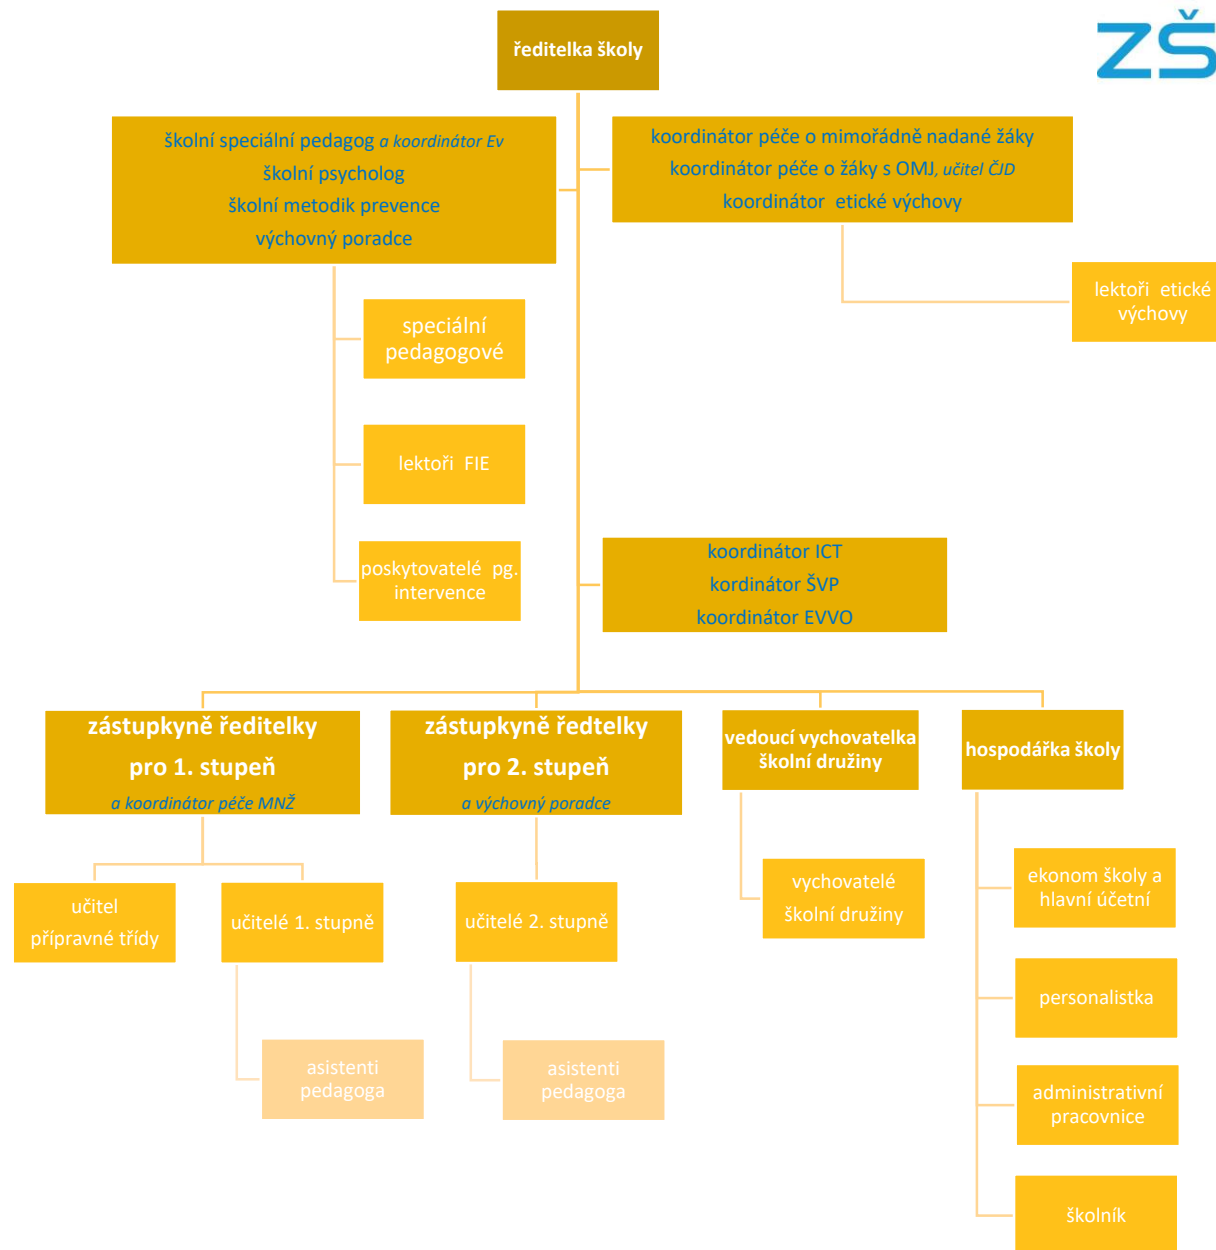 ZŠ
ředitelka školy
školní speciální pedagog a koordinátor Ev
školní psycholog
školní metodik prevence
výchovný poradce
koordinátor péče o mimořádně nadané žáky
koordinátor péče o žáky s OMJ, učitel ČJD
koordinátor etické výchovy
lektoři etické
výchovy
speciální
pedagogové
lektoři FIE
poskytovatelé pg.
intervence
koordinátor ICT
kordinátor ŠVP
koordinátor EVVO
zástupkyně ředitelky
pro 1. stupeň
a koordinátor péče MNŽ
zástupkyně ředtelky
pro 2. stupeň
a výchovný poradce
vedoucí vychovatelka
školní družiny
hospodářka školy
učitel
přípravné třídy
učitelé 1. stupně
učitelé 2. stupně
vychovatelé
školní družiny
ekonom školy a
hlavní účetní
personalistka
asistenti
pedagoga
asistenti
pedagoga
administrativní
pracovnice
školník